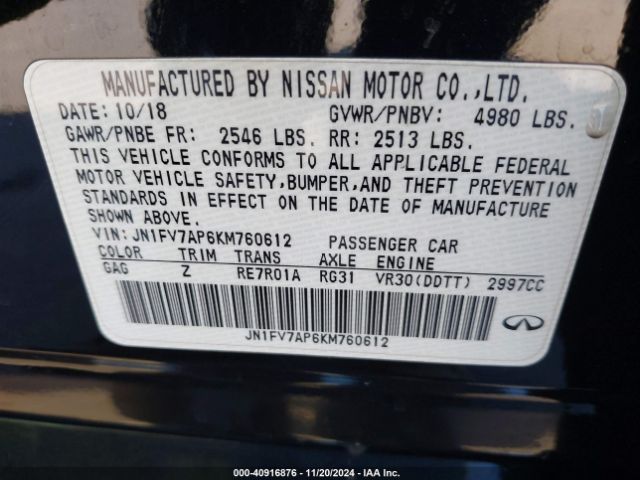 MANUFACTURED BY NISSAN MOTOR CO.,LTD.
DATE: 10/18 GVWR/PNBV: 4980 LBS.
GAWR/PNBE FR: 2546 LBS. RR: 2513 LBS.
THIS VEHICLE CONFORMS TO ALL APPLICABLE FEDERAL
MOTOR VEHICLE SAFETY,BUMPER,AND THEFT PREVENTION
STANDARDS IN EFFECT ON THE DATE OF MANUFACTURE
SHOWN ABOVE.
VIN: JN1FV7AP6KM760612 PASSENGER CAR
COLOR TRIM TRANS AXLE ENGINE
GAG Z RE7R01A RG31 VR30(DDTT) 2997CC
JN1FV7AP6KM760612
INFINITI
000-40916876 - 11/20/2024 - IAAI.COM